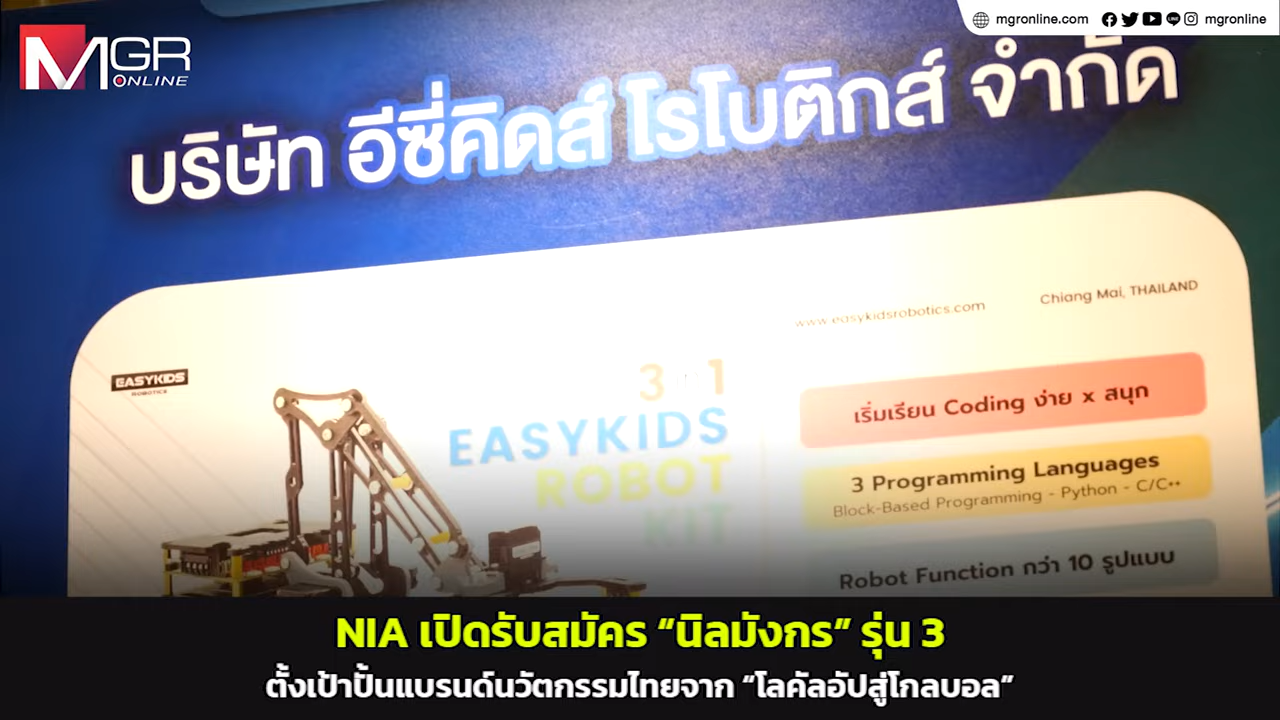 MGR
ONLINE
mgronline.com mgronline
บริษัท อีซี่คิดส์ โรโบติกส์ จำกัด
www.easykidsrobotics.com
Chiang Mai, THAILAND
EASYKIDS
ROBOTICS
3 in 1
EASYKIDS
ROBOT
KIT
เริ่มเรียน Coding ง่าย x สนุก
3 Programming Languages
Block-Based Programming - Python - C/C++
Robot Function กว่า 10 รูปแบบ
NIA เปิดรับสมัคร “นิลมังกร” รุ่น 3
ตั้งเป้าปั้นแบรนด์นวัตกรรมไทยจาก “โลคัลอัปสู่โกลบอล”